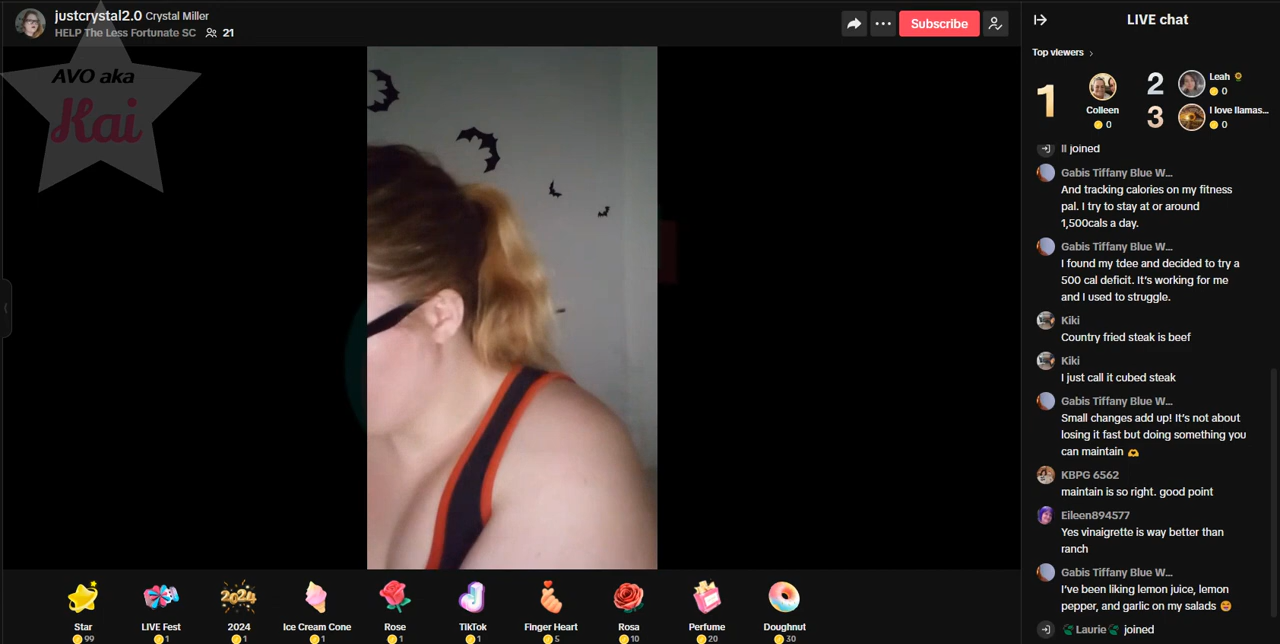 justcrystal2.0 Crystal Miller
HELP The Less Fortunate SC 21
Subscribe
AVO aka
Kai
LIVE chat
Top viewers
1
Colleen
0
2
Leah
0
3
I love llamas...
0
ll joined
Gabis Tiffany Blue W...
And tracking calories on my fitness
pal. I try to stay at or around
1,500cals a day.
Gabis Tiffany Blue W...
I found my tdee and decided to try a
500 cal deficit. It's working for me
and I used to struggle.
Kiki
Country fried steak is beef
Kiki
I just call it cubed steak
Gabis Tiffany Blue W...
Small changes add up! It's not about
losing it fast but doing something you
can maintain 🫶
KBPG 6562
maintain is so right. good point
Eileen894577
Yes vinaigrette is way better than
ranch
Gabis Tiffany Blue W...
I've been liking lemon juice, lemon
pepper, and garlic on my salads 😊
Laurie joined
2024
Star
99
LIVE Fest
1
2024
1
Ice Cream Cone
1
Rose
1
TikTok
1
Finger Heart
5
Rosa
10
Perfume
20
Doughnut
30